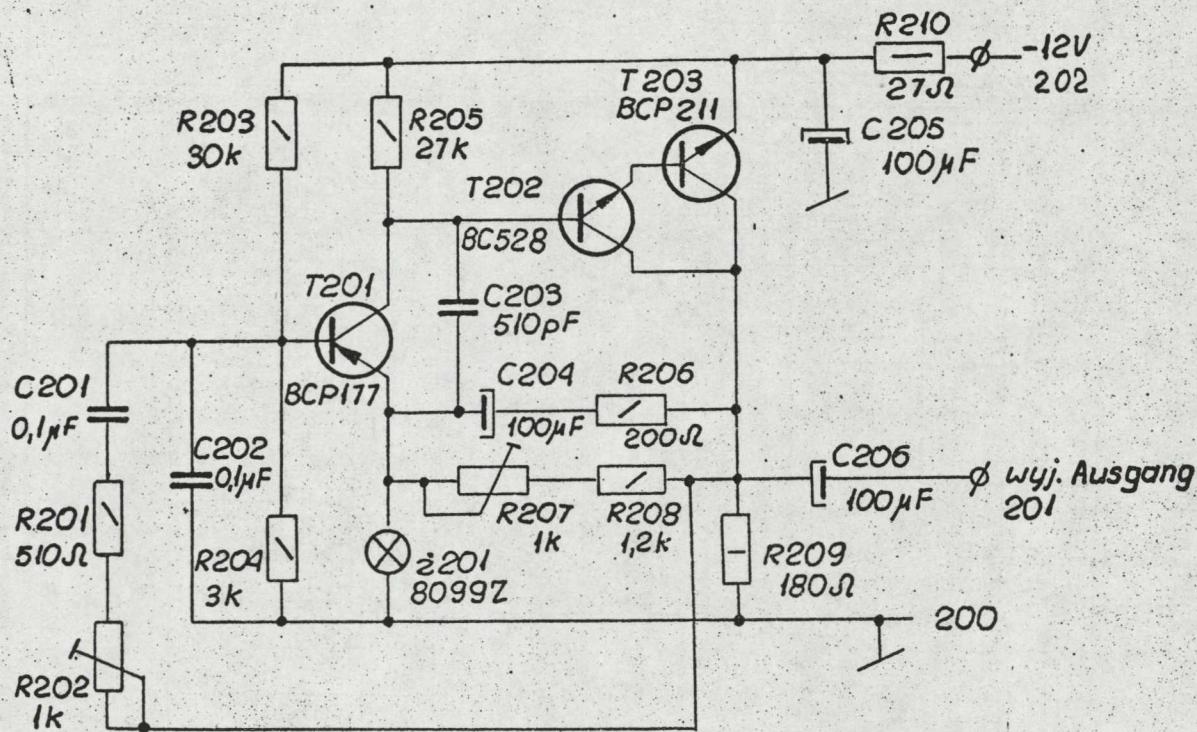 R210
27Ω
-12V
202
T203
BCP211
R203
30k
R205
27k
C205
100µF
T202
BC528
T201
BCP177
C203
510pF
C201
0,1µF
C202
0,1µF
C204
100µF
R206
200Ω
R207
1k
R208
1,2k
C206
100µF
wyj. Ausgang
201
R201
510Ω
R204
3k
ż201
8099Z
R209
180Ω
200
R202
1k